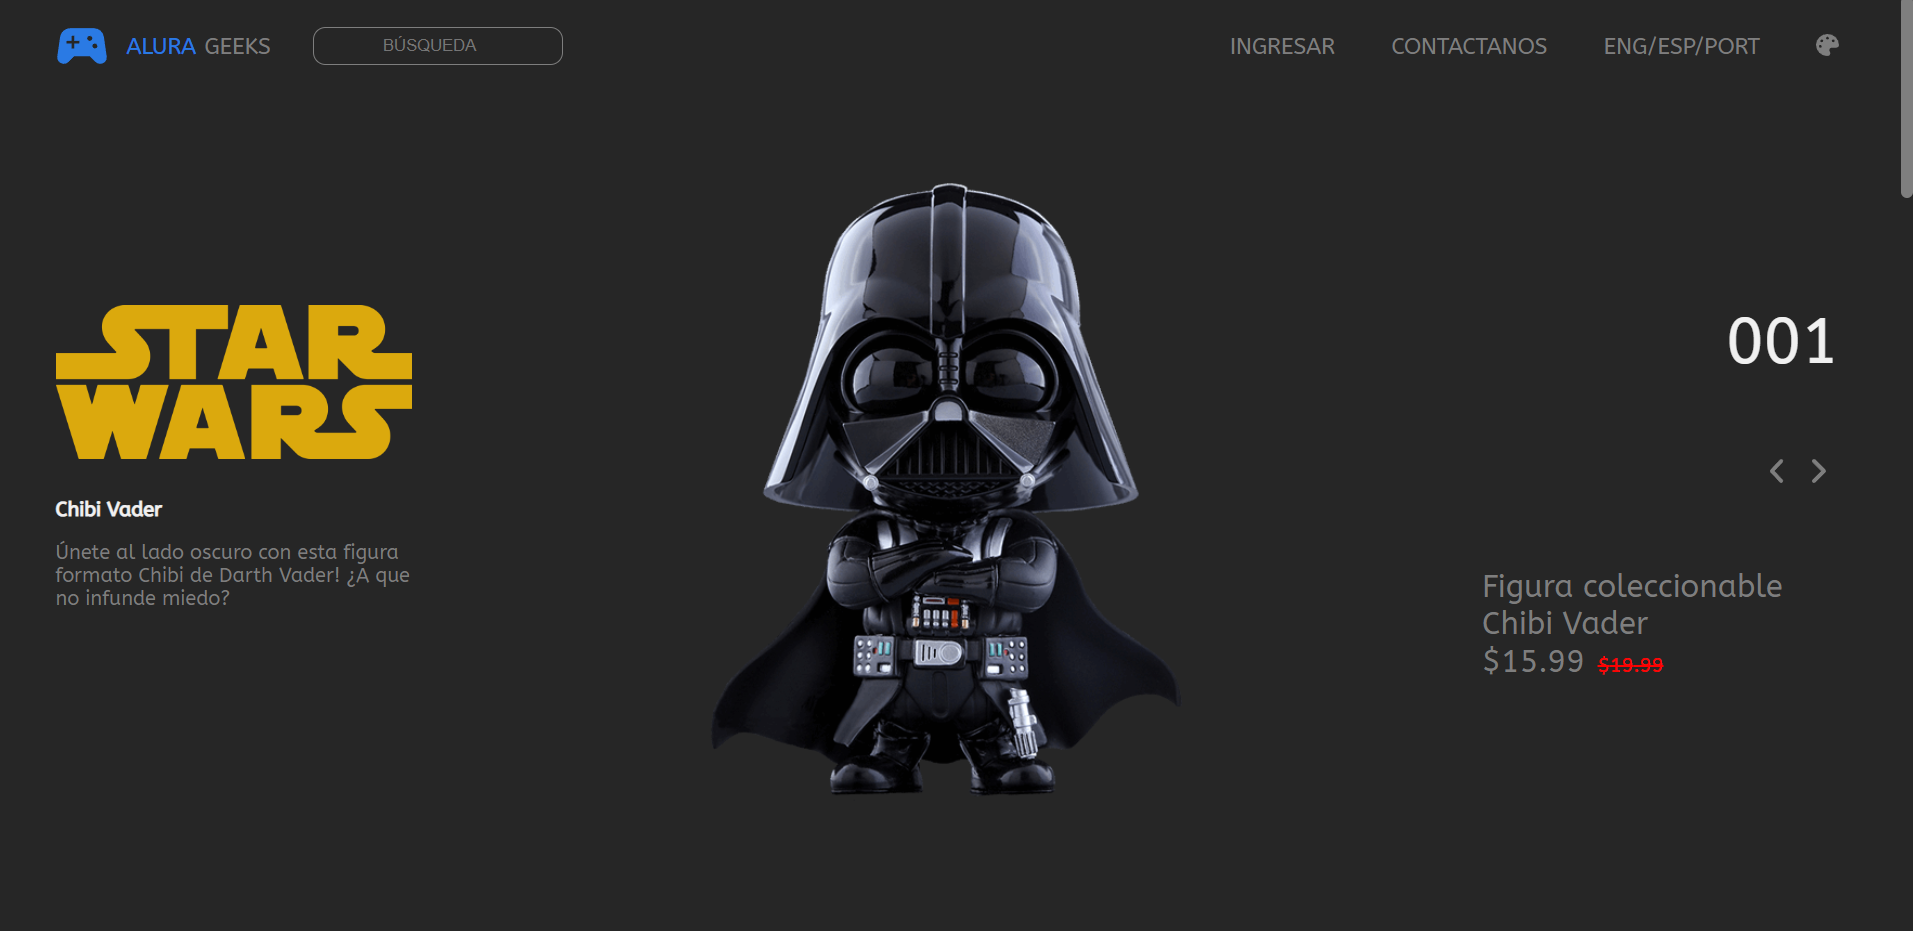 ALURA GEEKS
BÚSQUEDA
INGRESAR
CONTACTANOS
ENG/ESP/PORT
STAR
WARS
Chibi Vader
Únete al lado oscuro con esta figura
formato Chibi de Darth Vader! ¿A que
no infunde miedo?
001
Figura coleccionable
Chibi Vader
$15.99 $19.99